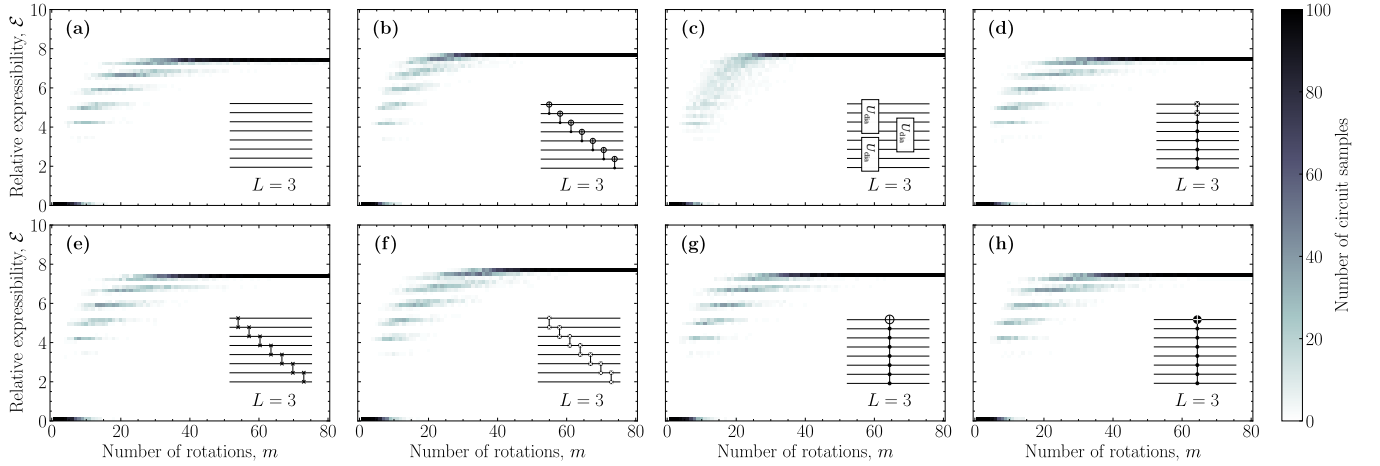 (a) (b) (c) (d)
Relative expressibility, ℰ
10
8
6
4
2
0
U_dia
U_dia
U_dia
L = 3 L = 3 L = 3 L = 3
(e) (f) (g) (h)
Relative expressibility, ℰ
10
8
6
4
2
0
L = 3 L = 3 L = 3 L = 3
0 20 40 60 80 0 20 40 60 80 0 20 40 60 80 0 20 40 60 80
Number of rotations, m Number of rotations, m Number of rotations, m Number of rotations, m
100
80
60
40
20
0
Number of circuit samples